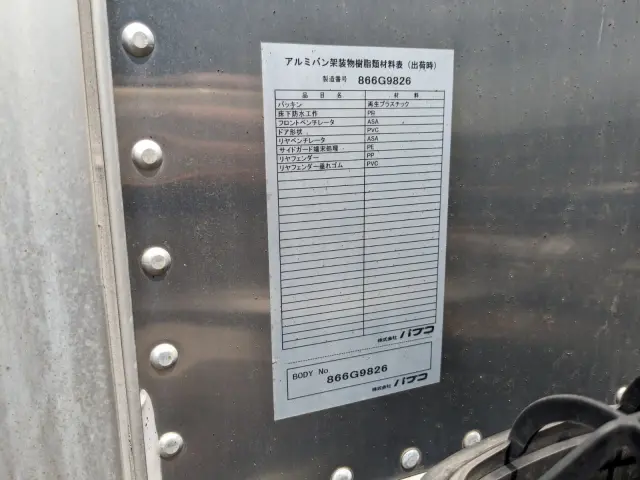 アルミバン架装物樹脂類材料表（出荷時）
製造番号 866G9826
品目名 材料
パッキン 再生プラスチック
床下防水工作 PR
フロントベンチレータ ASA
ドア形状 PVC
リヤベンチレータ ASA
サイドガード端末処理 PE
リヤフェンダー PP
リヤフェンダー垂れゴム PVC
株式会社 パブコ
BODY No 866G9826
株式会社 パブコ